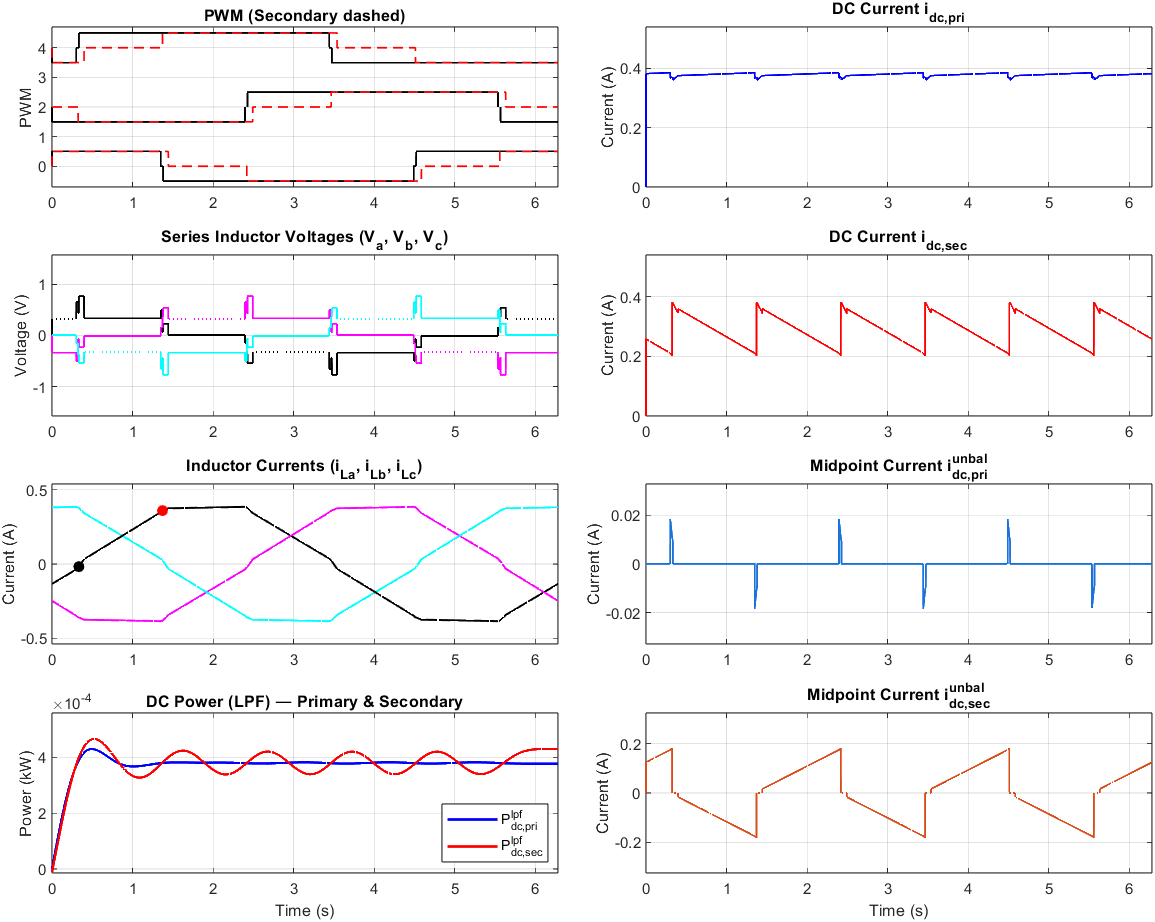 PWM (Secondary dashed)
PWM
4
3
2
1
0
0 1 2 3 4 5 6
DC Current i_dc,pri
Current (A)
0.4
0.2
0
0 1 2 3 4 5 6
Series Inductor Voltages (V_a, V_b, V_c)
Voltage (V)
1
0
-1
0 1 2 3 4 5 6
DC Current i_dc,sec
Current (A)
0.4
0.2
0
0 1 2 3 4 5 6
Inductor Currents (i_La, i_Lb, i_Lc)
Current (A)
0.5
0
-0.5
0 1 2 3 4 5 6
Midpoint Current i^unbal_dc,pri
Current (A)
0.02
0
-0.02
0 1 2 3 4 5 6
DC Power (LPF) — Primary & Secondary
×10^-4
Power (kW)
4
2
0
P^lpf_dc,pri
P^lpf_dc,sec
0 1 2 3 4 5 6
Time (s)
Midpoint Current i^unbal_dc,sec
Current (A)
0.2
0
-0.2
0 1 2 3 4 5 6
Time (s)